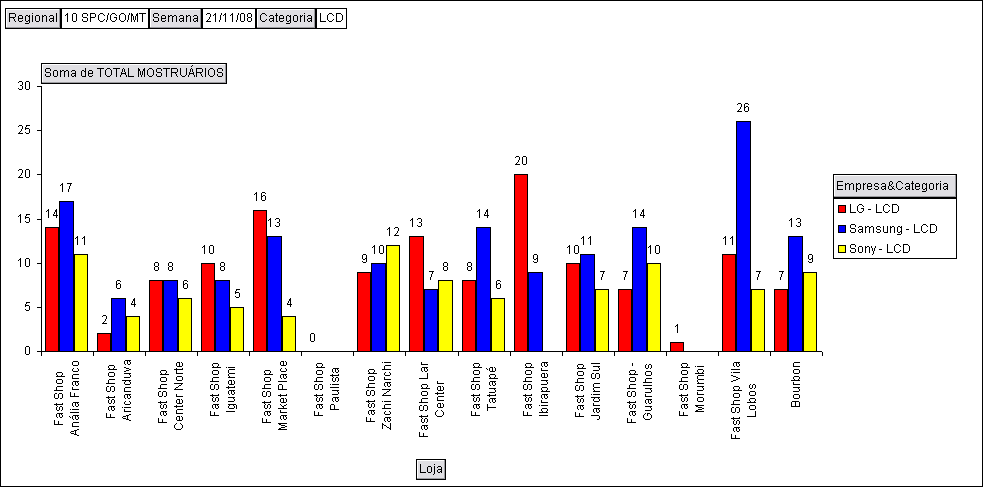 Regional 10 SPC/GO/MT Semana 21/11/08 Categoria LCD
Soma de TOTAL MOSTRUÁRIOS
30
25
20
15
10
5
0
14 17 11
2 6 4
8 8 6
10 8 5
16 13 4
0
9 10 12
13 7 8
8 14 6
20 9
10 11 7
7 14 10
1
11 26 7
7 13 9
Fast Shop
Anália Franco
Fast Shop
Aricanduva
Fast Shop
Center Norte
Fast Shop
Iguatemi
Fast Shop
Market Place
Fast Shop
Paulista
Fast Shop
Zachi Narchi
Fast Shop Lar
Center
Fast Shop
Tatuapé
Fast Shop
Ibirapuera
Fast Shop
Jardim Sul
Fast Shop -
Guarulhos
Fast Shop
Morumbi
Fast Shop Villa
Lobos
Bourbon
Loja
Empresa&Categoria
LG - LCD
Samsung - LCD
Sony - LCD